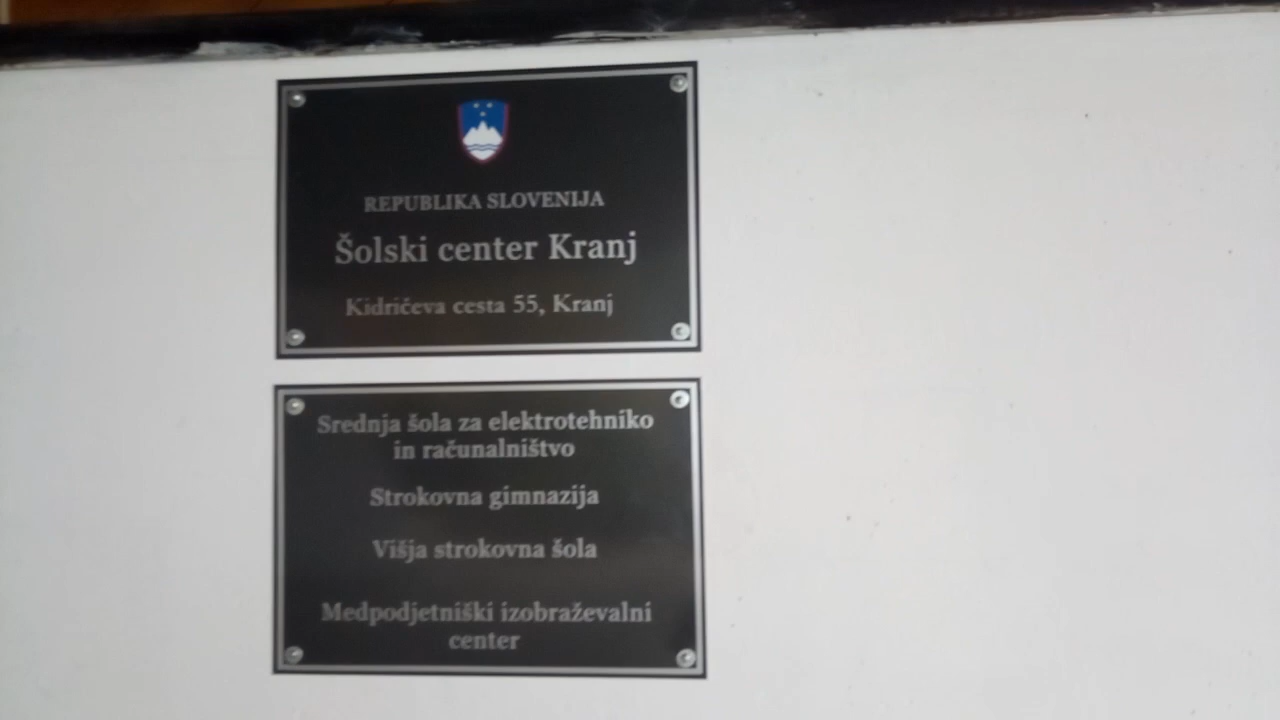 REPUBLIKA SLOVENIJA
Šolski center Kranj
Kidričeva cesta 55, Kranj
Srednja šola za elektrotehniko
in računalništvo
Strokovna gimnazija
Višja strokovna šola
Medpodjetniški izobraževalni
center